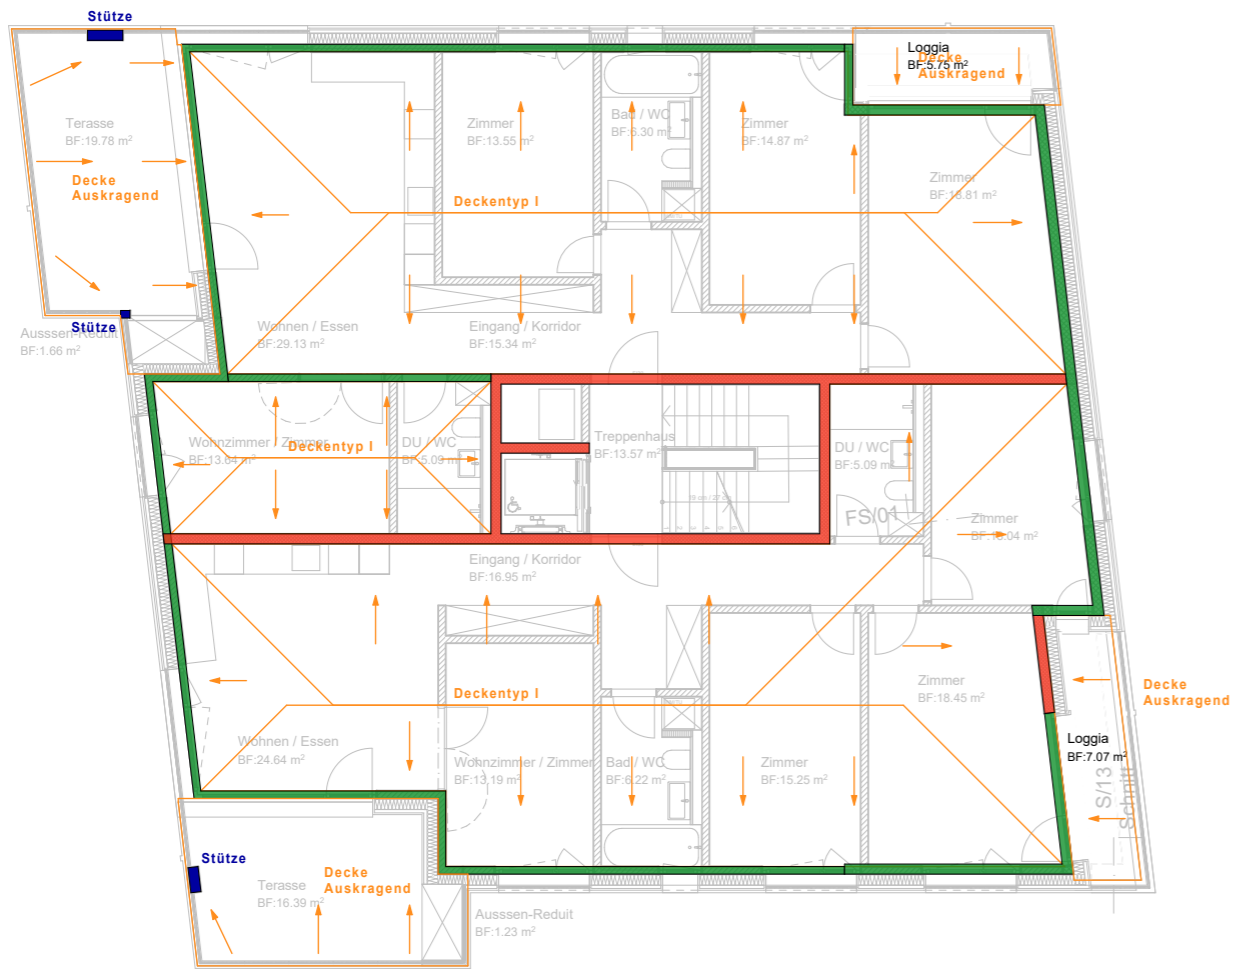 Stütze
Loggia
BF:5.75 m²
Decke
Auskragend
Terasse
BF:19.78 m²
Decke
Auskragend
Zimmer
BF:13.55 m²
Bad / WC
BF:6.30 m²
Zimmer
BF:14.87 m²
Zimmer
BF:18.81 m²
Deckentyp I
Stütze
Ausssen-Reduit
BF:1.66 m²
Wohnen / Essen
BF:29.13 m²
Eingang / Korridor
BF:15.34 m²
Wohnzimmer / Zimmer
BF:13.64 m²
Deckentyp I
DU / WC
BF:5.09 m²
Treppenhaus
BF:13.57 m²
DU / WC
BF:5.09 m²
FS/01
Zimmer
Eingang / Korridor
BF:16.95 m²
Deckentyp I
Zimmer
BF:18.45 m²
Decke
Auskragend
Wohnen / Essen
BF:24.64 m²
Wohnzimmer / Zimmer
BF:13.19 m²
Bad / WC
BF:6.22 m²
Zimmer
BF:15.25 m²
Loggia
BF:7.07 m²
S/13
Schnitt
Stütze
Terasse
BF:16.39 m²
Decke
Auskragend
Ausssen-Reduit
BF:1.23 m²